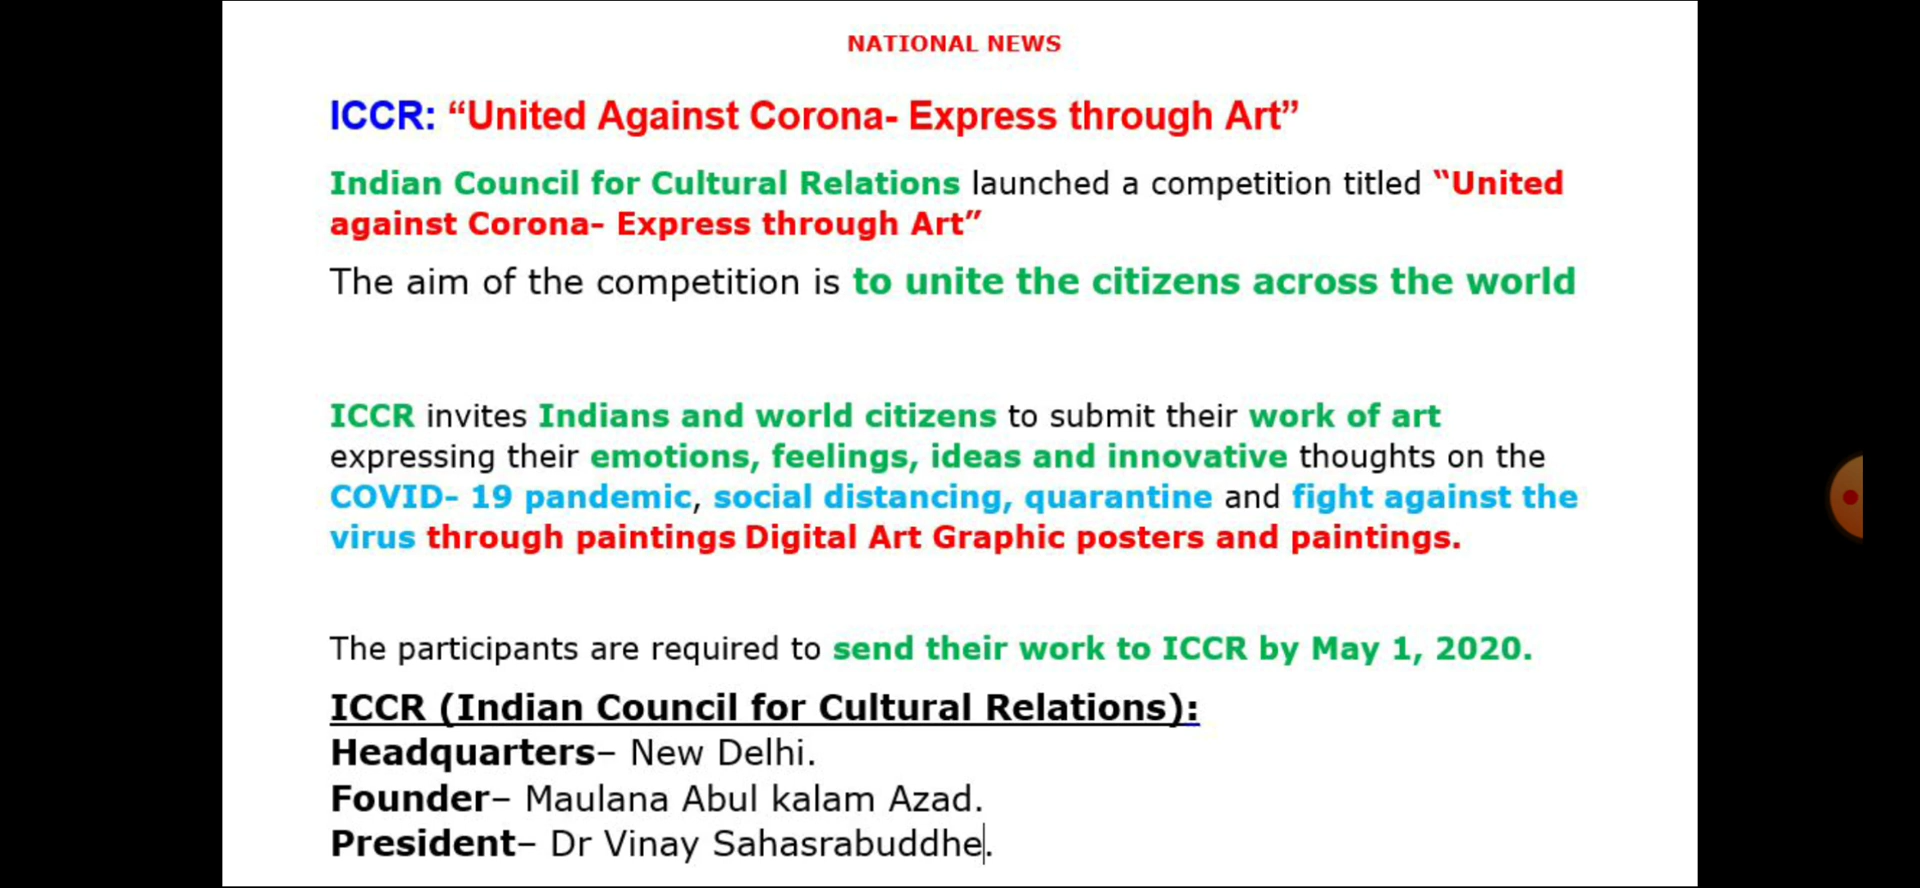 NATIONAL NEWS
ICCR: “United Against Corona- Express through Art”
Indian Council for Cultural Relations launched a competition titled “United
against Corona– Express through Art”
The aim of the competition is to unite the citizens across the world
ICCR invites Indians and world citizens to submit their work of art
expressing their emotions, feelings, ideas and innovative thoughts on the
COVID– 19 pandemic, social distancing, quarantine and fight against the
virus through paintings Digital Art Graphic posters and paintings.
The participants are required to send their work to ICCR by May 1, 2020.
ICCR (Indian Council for Cultural Relations):
Headquarters– New Delhi.
Founder– Maulana Abul kalam Azad.
President– Dr Vinay Sahasrabuddhe.